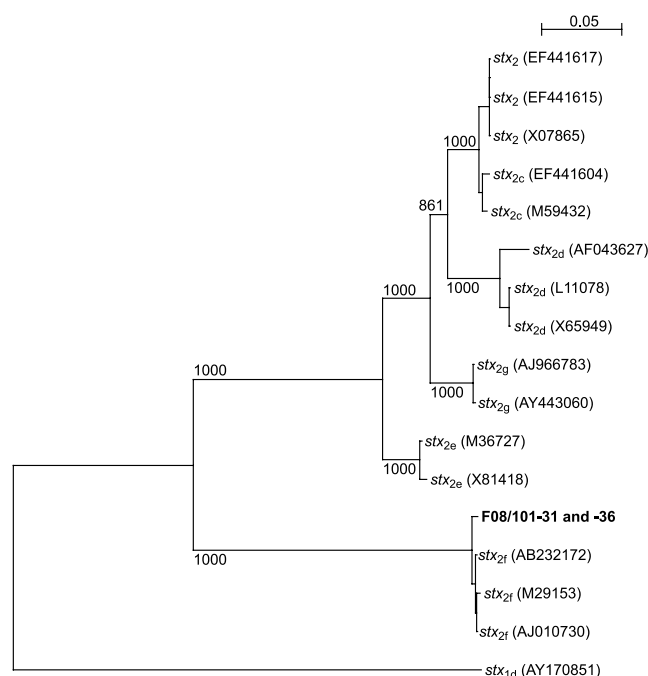 0.05
stx2 (EF441617)
stx2 (EF441615)
1000
stx2 (X07865)
stx2c (EF441604)
861
stx2c (M59432)
stx2d (AF043627)
1000
1000
stx2d (L11078)
stx2d (X65949)
1000
stx2g (AJ966783)
1000
stx2g (AY443060)
stx2e (M36727)
1000
stx2e (X81418)
F08/101-31 and -36
1000
stx2f (AB232172)
stx2f (M29153)
stx2f (AJ010730)
stx1d (AY170851)